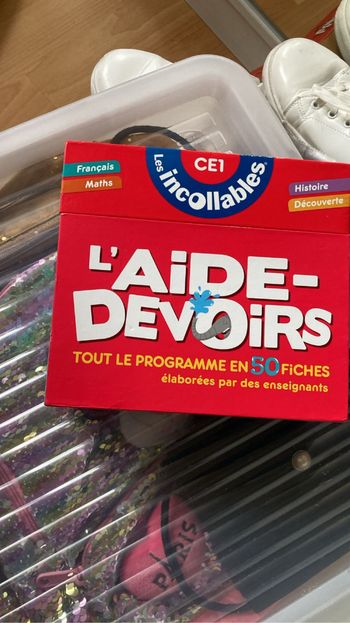 Français
Maths
CE1
Les incollables®
Histoire
Découverte
L'AiDE-
DEVOiRS
TOUT LE PROGRAMME EN 50 FiCHES
élaborées par des enseignants
PARIS